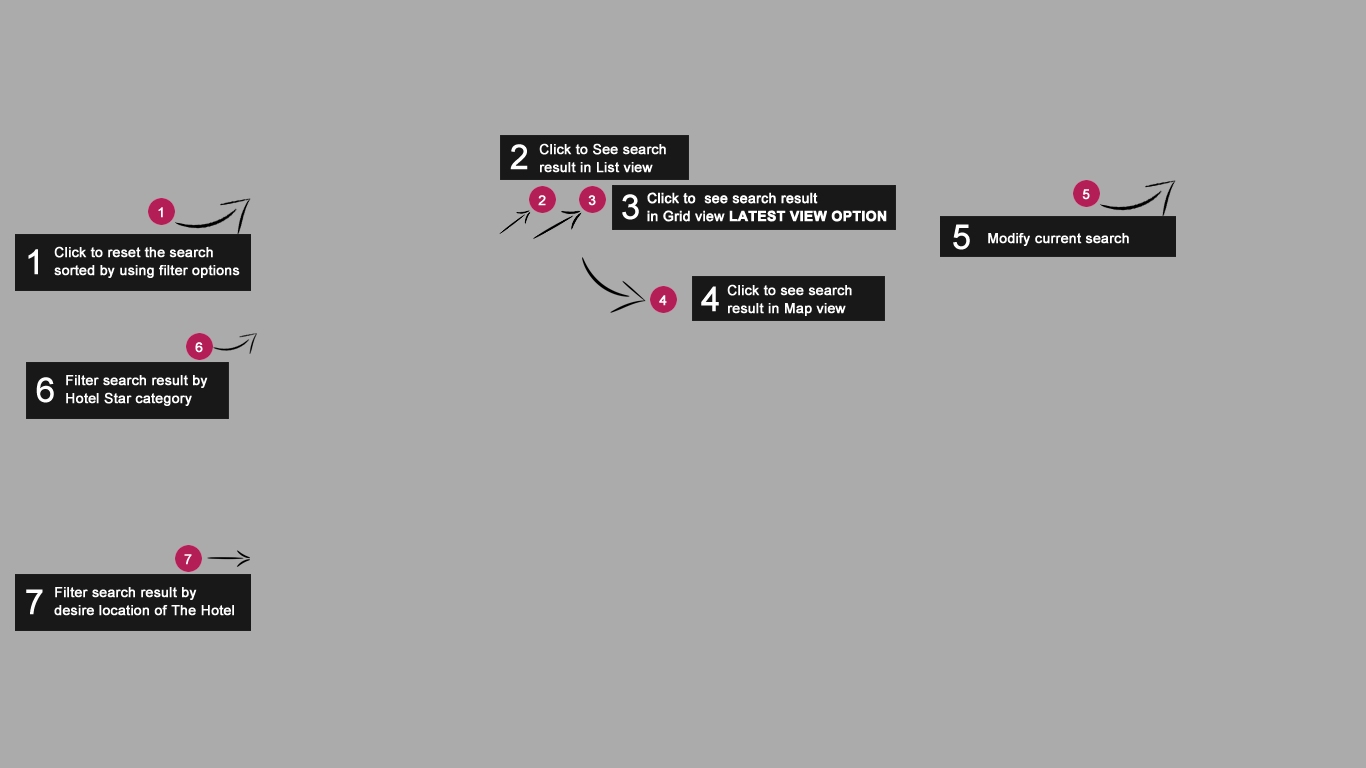 2 Click to See search
result in List view
2
3
3 Click to  see search result
in Grid view LATEST VIEW OPTION
5
5 Modify current search
1
1 Click to reset the search
sorted by using filter options
4
4 Click to see search
result in Map view
6
6 Filter search result by
Hotel Star category
7
7 Filter search result by
desire location of The Hotel